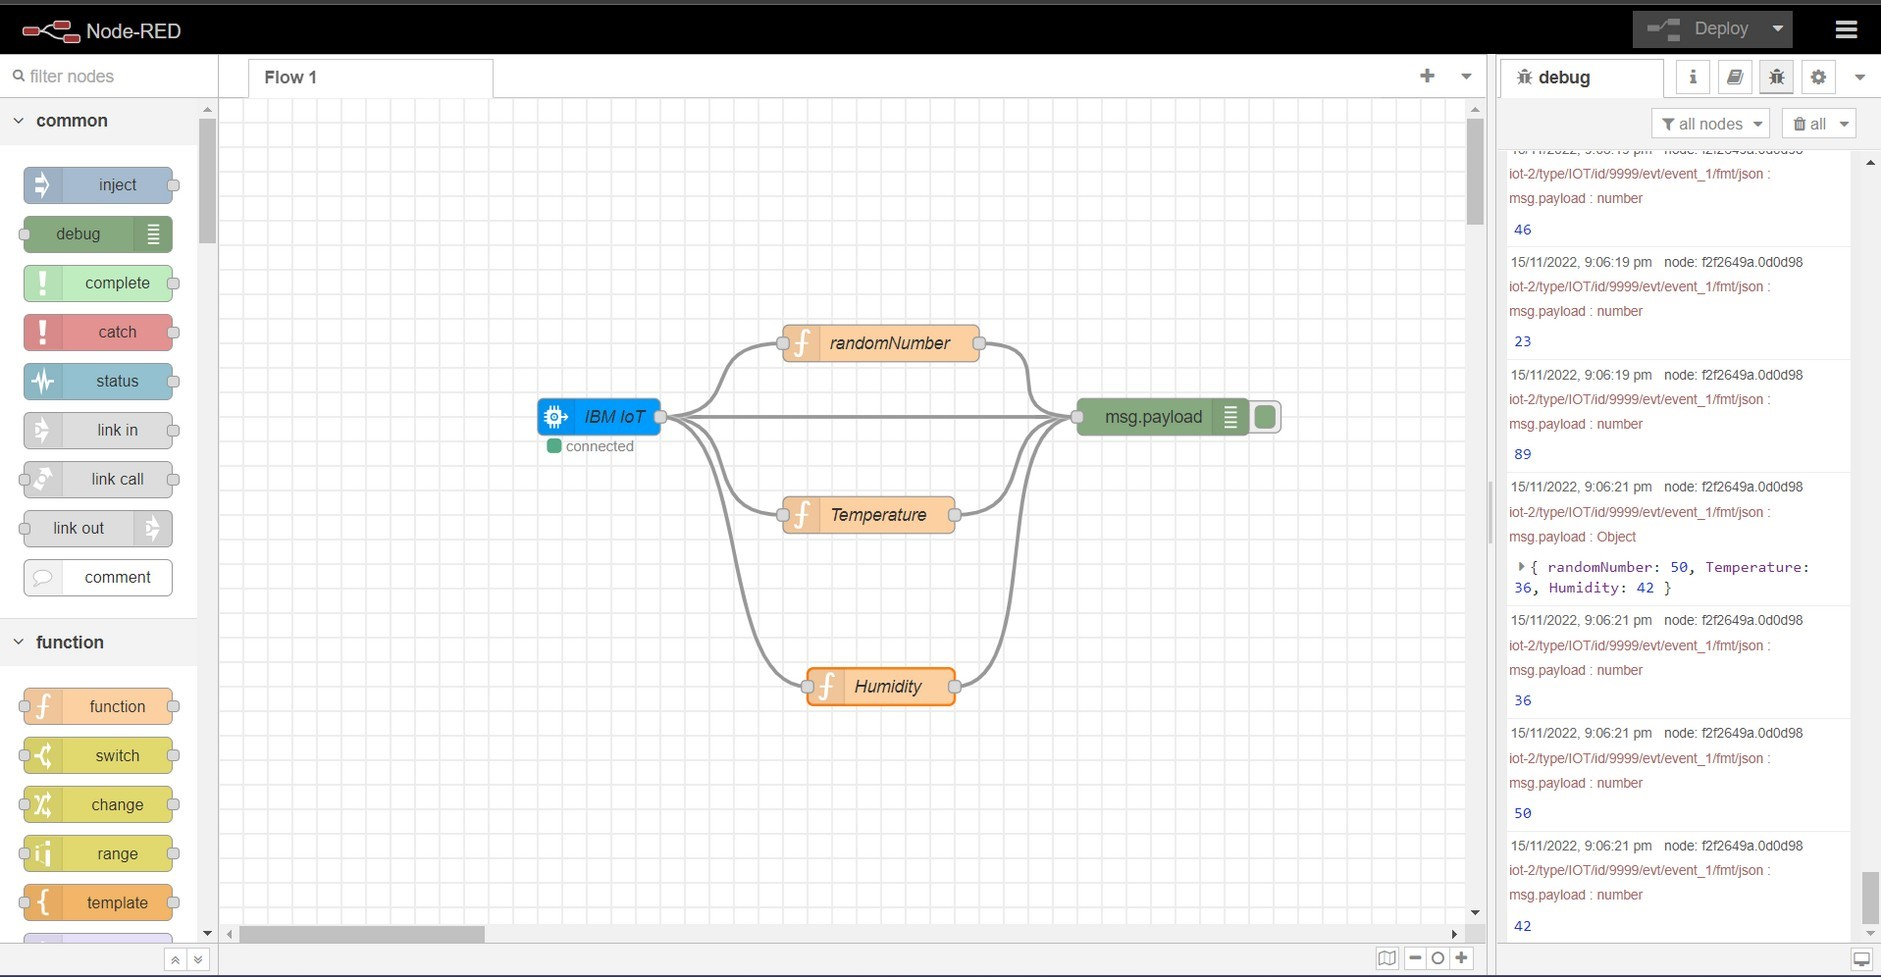 Node-RED
Deploy
filter nodes
Flow 1
debug
i
all nodes
all
common
inject
debug
complete
catch
status
link in
link call
link out
comment
function
function
switch
change
range
template
randomNumber
IBM IoT
connected
msg.payload
Temperature
Humidity
15/11/2022, 9:06:19 pm node: f2f2649a.0d0d98
iot-2/type/IOT/id/9999/evt/event_1/fmt/json :
msg.payload : number
46
15/11/2022, 9:06:19 pm node: f2f2649a.0d0d98
iot-2/type/IOT/id/9999/evt/event_1/fmt/json :
msg.payload : number
23
15/11/2022, 9:06:19 pm node: f2f2649a.0d0d98
iot-2/type/IOT/id/9999/evt/event_1/fmt/json :
msg.payload : number
89
15/11/2022, 9:06:21 pm node: f2f2649a.0d0d98
iot-2/type/IOT/id/9999/evt/event_1/fmt/json :
msg.payload : Object
{ randomNumber: 50, Temperature:
36, Humidity: 42 }
15/11/2022, 9:06:21 pm node: f2f2649a.0d0d98
iot-2/type/IOT/id/9999/evt/event_1/fmt/json :
msg.payload : number
36
15/11/2022, 9:06:21 pm node: f2f2649a.0d0d98
iot-2/type/IOT/id/9999/evt/event_1/fmt/json :
msg.payload : number
50
15/11/2022, 9:06:21 pm node: f2f2649a.0d0d98
iot-2/type/IOT/id/9999/evt/event_1/fmt/json :
msg.payload : number
42